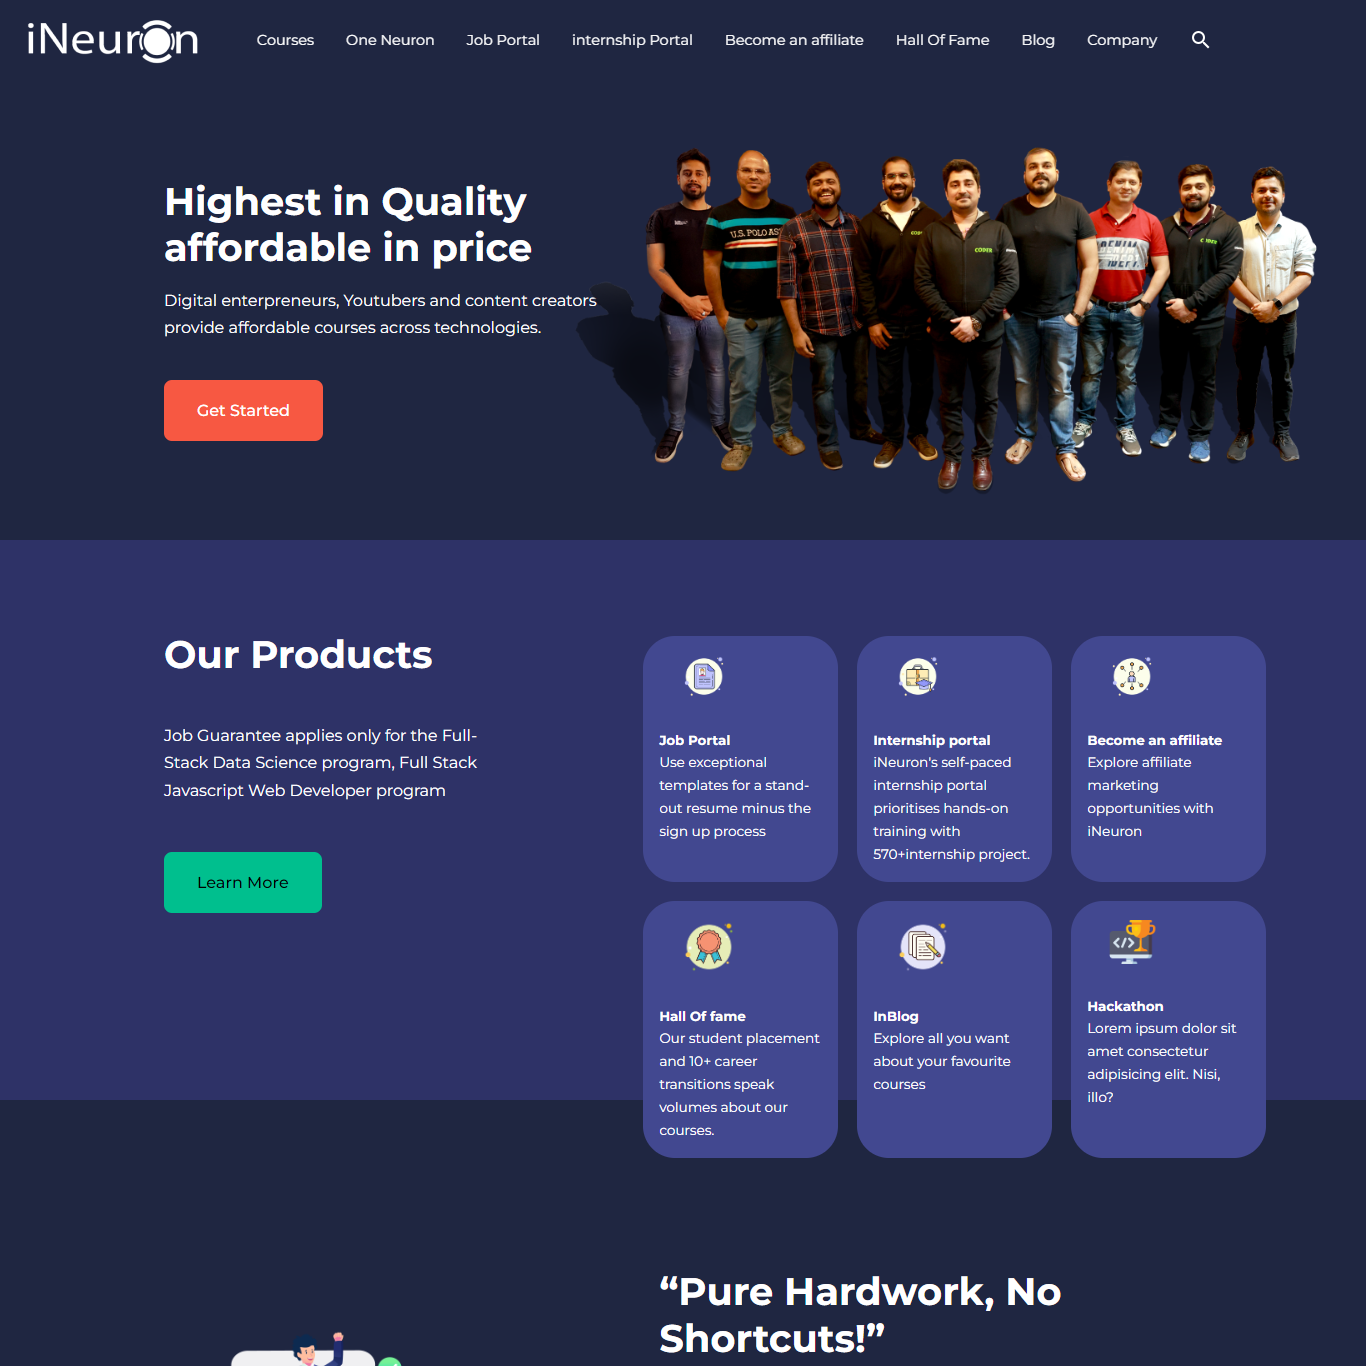 iNeuron
Courses
One Neuron
Job Portal
internship Portal
Become an affiliate
Hall Of Fame
Blog
Company
Highest in Quality
affordable in price
Digital enterpreneurs, Youtubers and content creators
provide affordable courses across technologies.
Get Started
U.S. POLO ASS
CODER
Our Products
Job Guarantee applies only for the Full-
Stack Data Science program, Full Stack
Javascript Web Developer program
Learn More
Job Portal
Use exceptional
templates for a stand-
out resume minus the
sign up process
Internship portal
iNeuron's self-paced
internship portal
prioritises hands-on
training with
570+internship project.
Become an affiliate
Explore affiliate
marketing
opportunities with
iNeuron
Hall Of fame
Our student placement
and 10+ career
transitions speak
volumes about our
courses.
InBlog
Explore all you want
about your favourite
courses
Hackathon
Lorem ipsum dolor sit
amet consectetur
adipisicing elit. Nisi,
illo?
“Pure Hardwork, No
Shortcuts!”